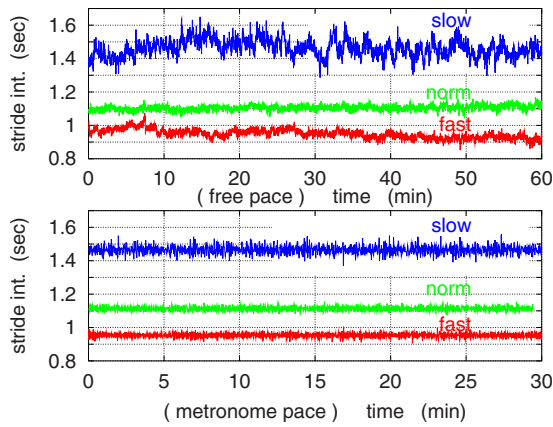 stride int. (sec)
1.6
1.4
1.2
1
0.8
slow
norm
fast
0
10
20
30
40
50
60
( free pace ) time (min)
stride int. (sec)
1.6
1.4
1.2
1
0.8
slow
norm
fast
0
5
10
15
20
25
30
( metronome pace ) time (min)